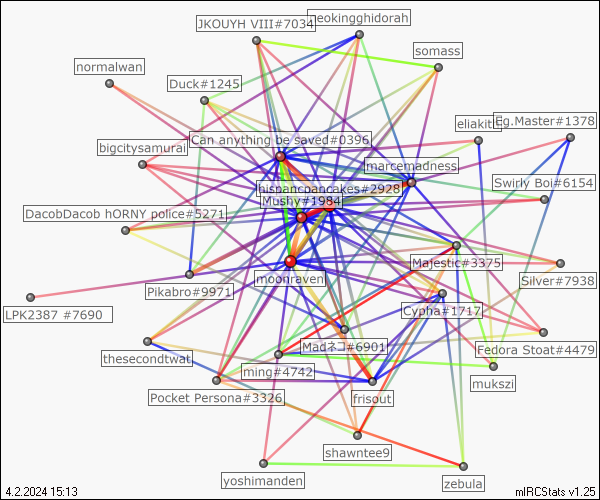 JKOUYH VIII#7034
neokingghidorah
somass
normalwan
Duck#1245
eliakith
Eg.Master#1378
Can anything be saved#0396
bigcitysamurai
marcemadness
hispancpancakes#2928
Swirly Boi#6154
Mushy#1984
DacobDacob hORNY police#5271
Majestic#3375
moonraven
Silver#7938
Pikabro#9971
LPK2387 #7690
Cypha#1717
Madネコ#6901
Fedora Stoat#4479
thesecondtwat
ming#4742
mukszi
Pocket Persona#3326
frisout
shawntee9
yoshimanden
zebula
4.2.2024 15:13
mIRCStats v1.25